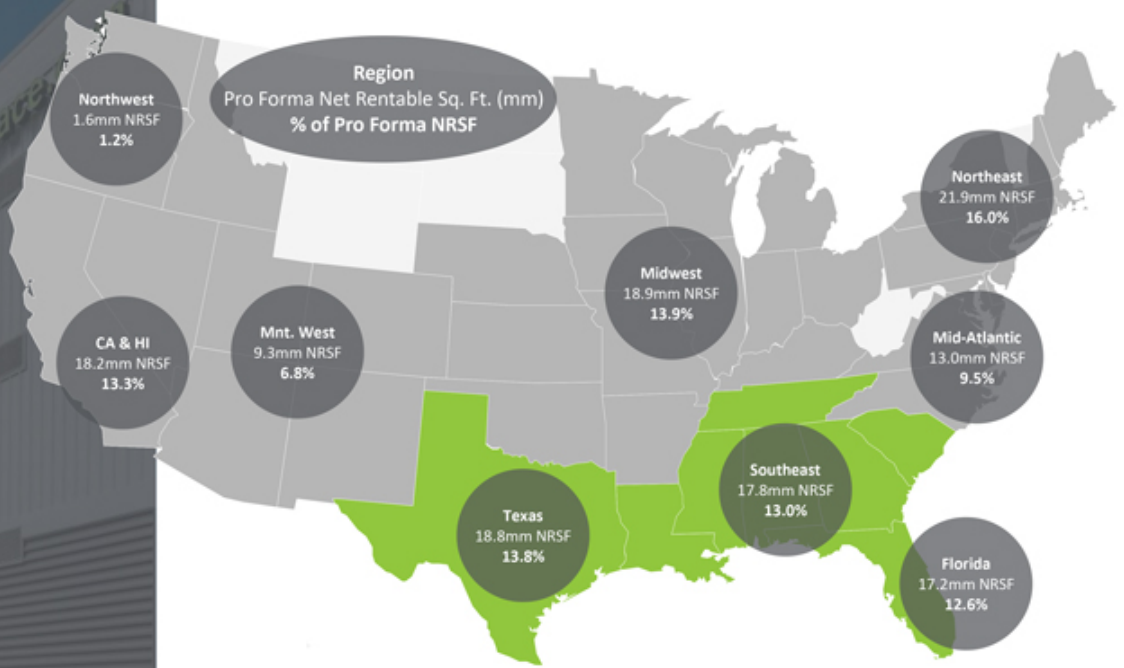 Region
Pro Forma Net Rentable Sq. Ft. (mm)
% of Pro Forma NRSF
Northwest
1.6mm NRSF
1.2%
Northeast
21.9mm NRSF
16.0%
Midwest
18.9mm NRSF
13.9%
CA & HI
18.2mm NRSF
13.3%
Mnt. West
9.3mm NRSF
6.8%
Mid-Atlantic
13.0mm NRSF
9.5%
Texas
18.8mm NRSF
13.8%
Southeast
17.8mm NRSF
13.0%
Florida
17.2mm NRSF
12.6%